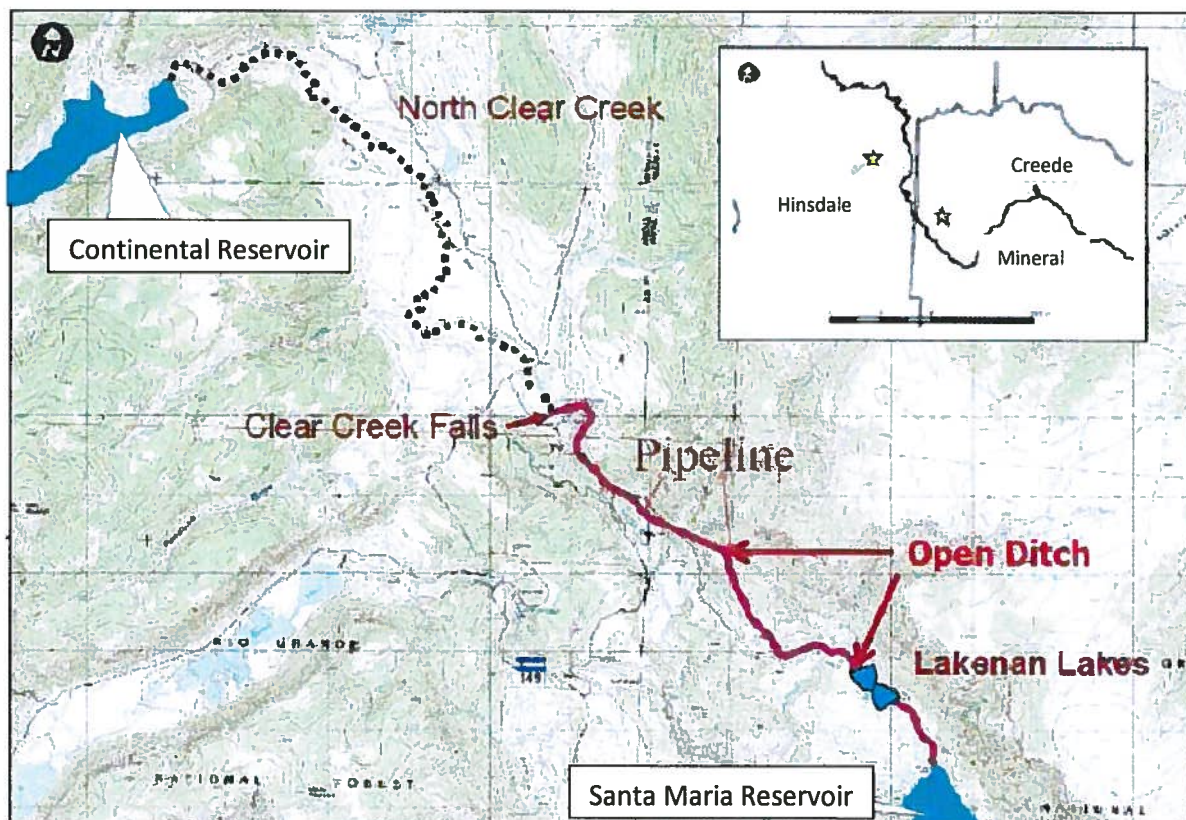 N
North Clear Creek
Continental Reservoir
Creede
Hinsdale
Mineral
Clear Creek Falls
Pipeline
Open Ditch
RIO GRANDE
149
Lakenan Lakes
NATIONAL FOREST
Santa Maria Reservoir
NATIONAL